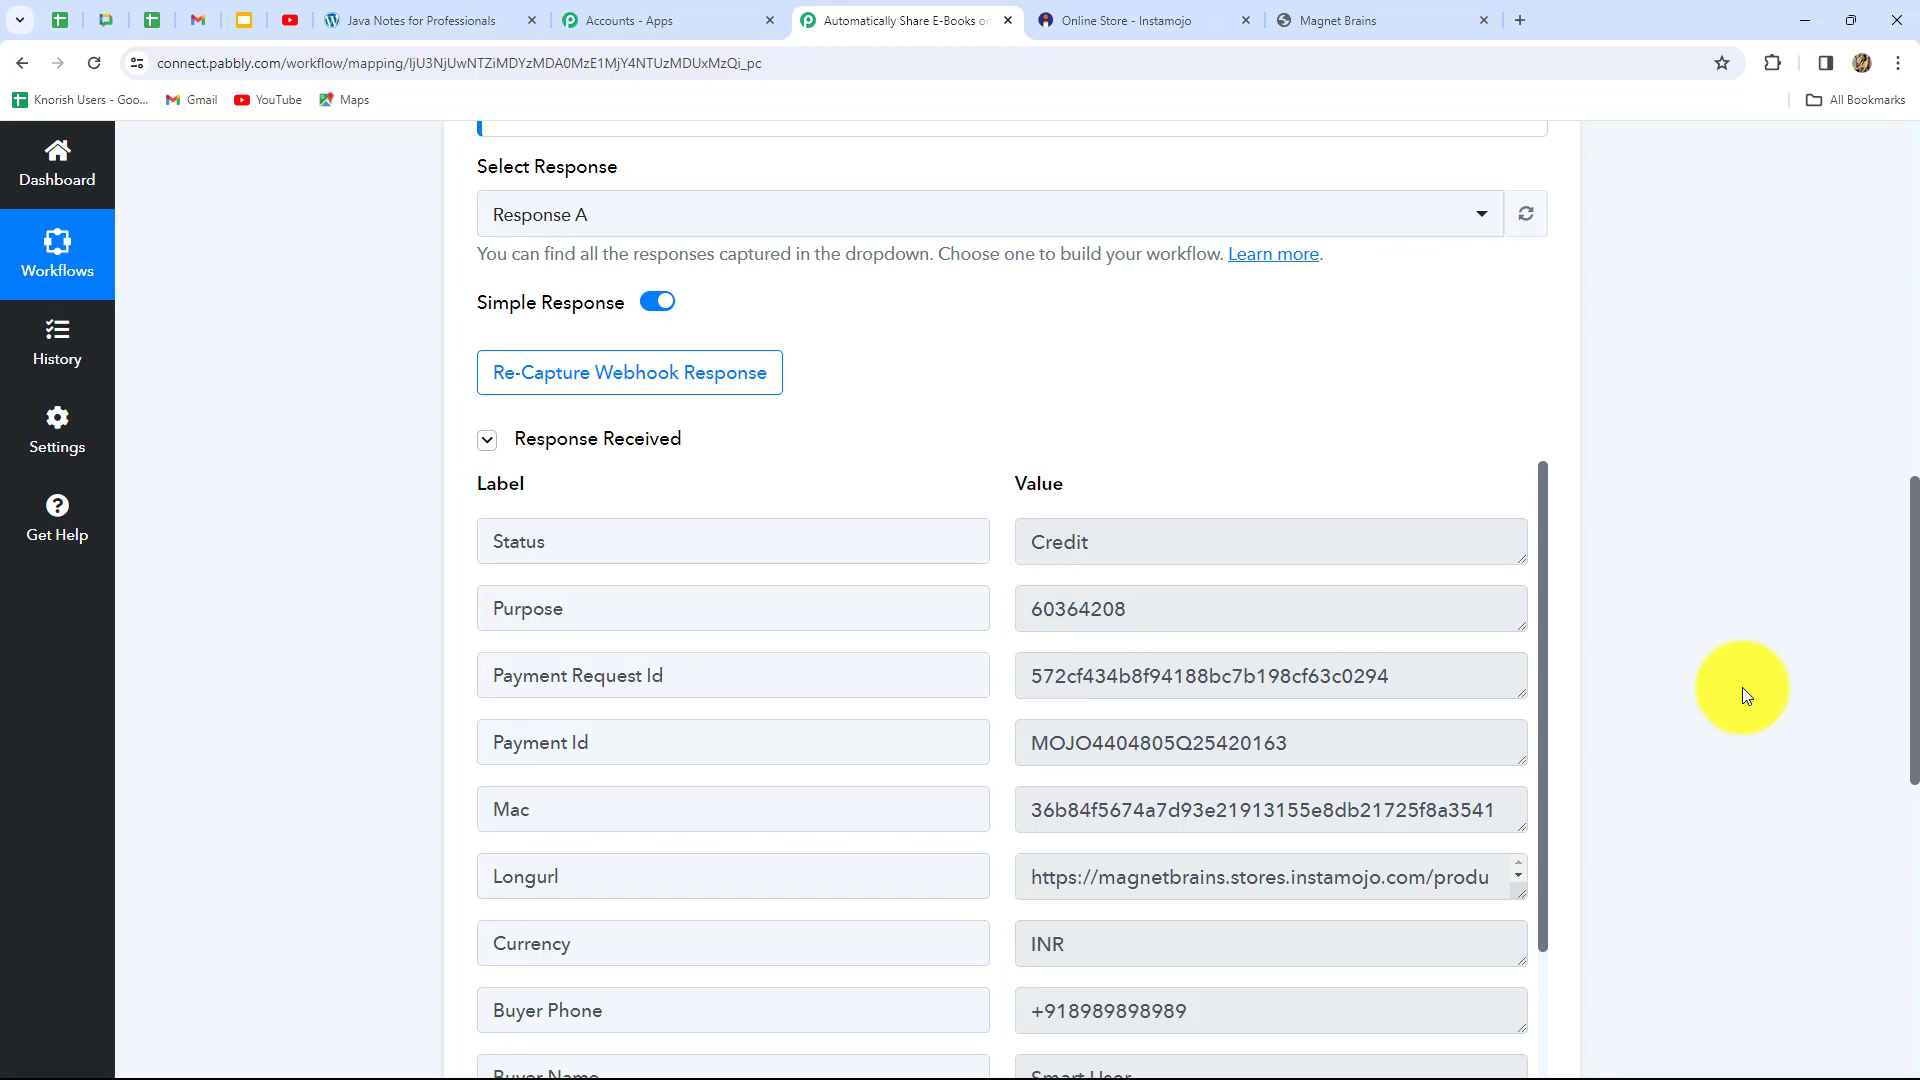 Java Notes for Professionals
Accounts - Apps
Automatically Share E-Books or
Online Store - Instamojo
Magnet Brains
connect.pabbly.com/workflow/mapping/IjU3NjUwNTZiMDYzMDA0MzE1MjY4NTUzMDUxMzQi_pc
Knorish Users - Goo...
Gmail
YouTube
Maps
All Bookmarks
Dashboard
Workflows
History
Settings
Get Help
Select Response
Response A
You can find all the responses captured in the dropdown. Choose one to build your workflow. Learn more.
Simple Response
Re-Capture Webhook Response
Response Received
Label Value
Status Credit
Purpose 60364208
Payment Request Id 572cf434b8f94188bc7b198cf63c0294
Payment Id MOJO4404805Q25420163
Mac 36b84f5674a7d93e21913155e8db21725f8a3541
Longurl https://magnetbrains.stores.instamojo.com/produ
Currency INR
Buyer Phone +918989898989
Buyer Name Smart User